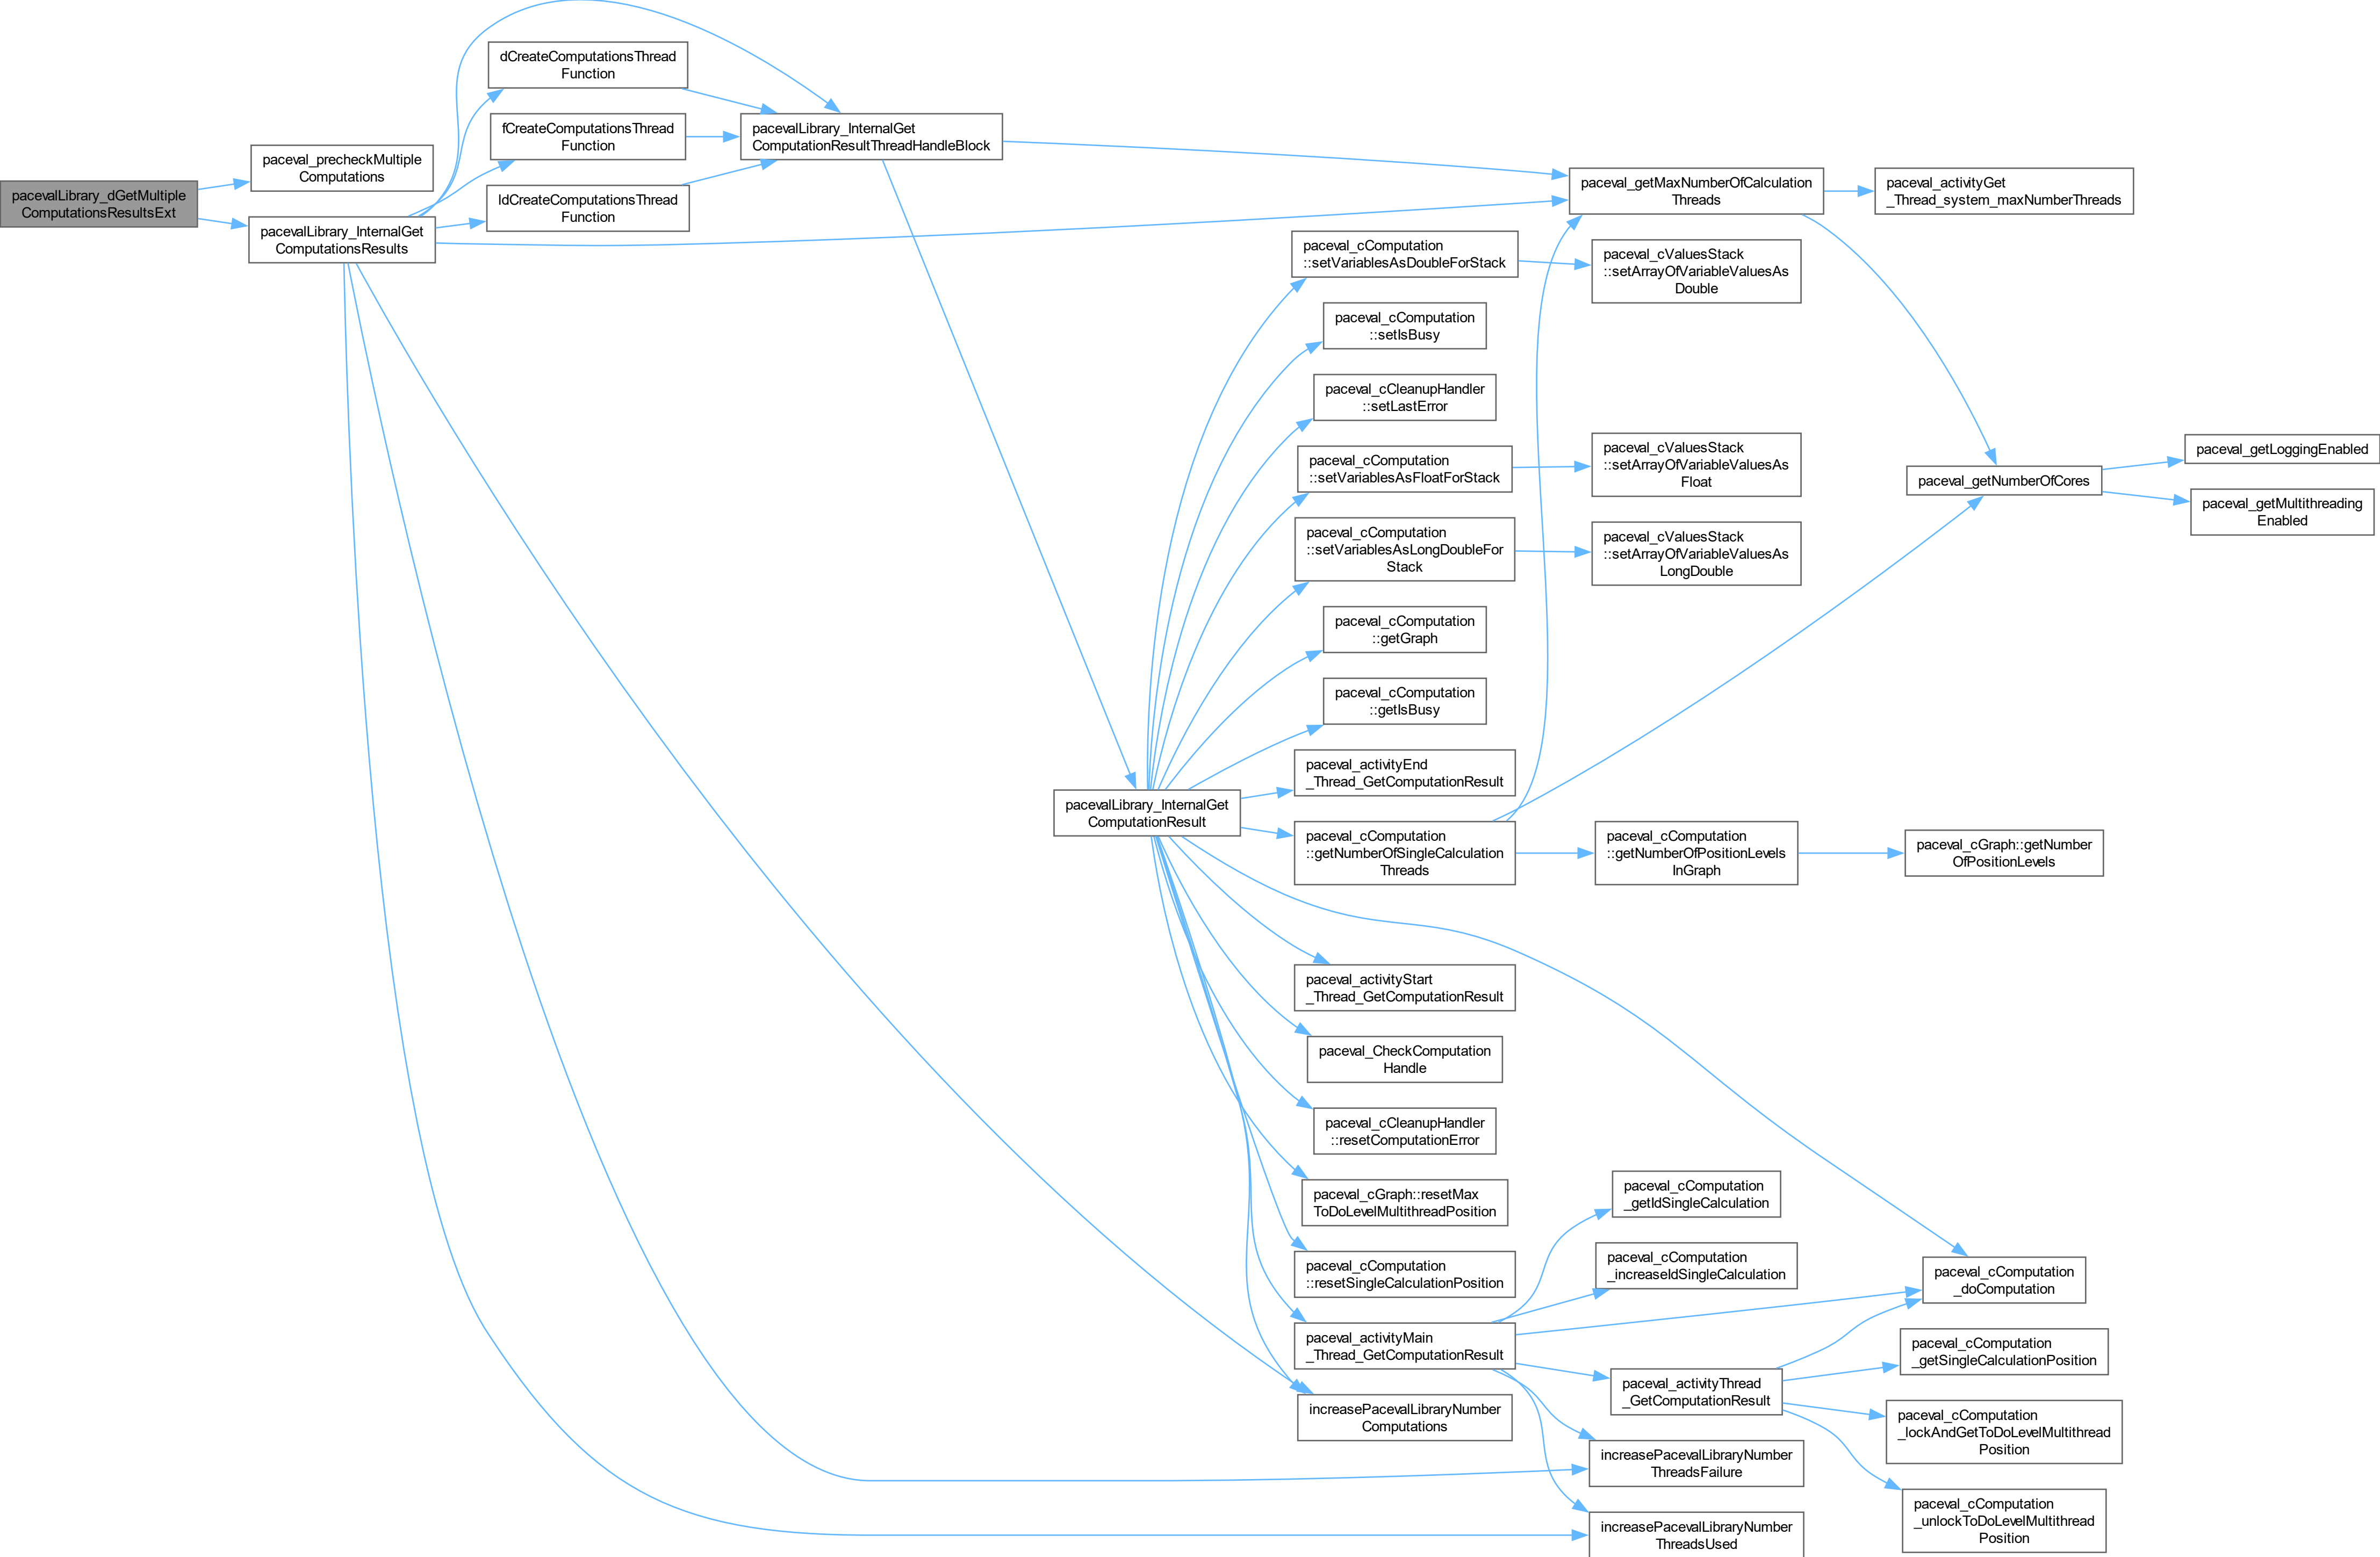 pacevalLibrary_dGetMultiple
ComputationsResultsExt
paceval_precheckMultiple
Computations
pacevalLibrary_InternalGet
ComputationsResults
dCreateComputationsThread
Function
fCreateComputationsThread
Function
ldCreateComputationsThread
Function
pacevalLibrary_InternalGet
ComputationResultThreadHandleBlock
pacevalLibrary_InternalGet
ComputationResult
paceval_cComputation
::setVariablesAsDoubleForStack
paceval_cComputation
::setIsBusy
paceval_cCleanupHandler
::setLastError
paceval_cComputation
::setVariablesAsFloatForStack
paceval_cComputation
::setVariablesAsLongDoubleFor
Stack
paceval_cComputation
::getGraph
paceval_cComputation
::getIsBusy
paceval_activityEnd
_Thread_GetComputationResult
paceval_cComputation
::getNumberOfSingleCalculation
Threads
paceval_activityStart
_Thread_GetComputationResult
paceval_CheckComputation
Handle
paceval_cCleanupHandler
::resetComputationError
paceval_cGraph::resetMax
ToDoLevelMultithreadPosition
paceval_cComputation
::resetSingleCalculationPosition
paceval_activityMain
_Thread_GetComputationResult
increasePacevalLibraryNumber
Computations
paceval_getMaxNumberOfCalculation
Threads
paceval_cValuesStack
::setArrayOfVariableValuesAs
Double
paceval_cValuesStack
::setArrayOfVariableValuesAs
Float
paceval_cValuesStack
::setArrayOfVariableValuesAs
LongDouble
paceval_cComputation
::getNumberOfPositionLevels
InGraph
paceval_cComputation
_getIdSingleCalculation
paceval_cComputation
_increaseIdSingleCalculation
paceval_activityThread
_GetComputationResult
increasePacevalLibraryNumber
ThreadsFailure
increasePacevalLibraryNumber
ThreadsUsed
paceval_activityGet
_Thread_system_maxNumberThreads
paceval_getNumberOfCores
paceval_cGraph::getNumber
OfPositionLevels
paceval_cComputation
_doComputation
paceval_cComputation
_getSingleCalculationPosition
paceval_cComputation
_lockAndGetToDoLevelMultithread
Position
paceval_cComputation
_unlockToDoLevelMultithread
Position
paceval_getLoggingEnabled
paceval_getMultithreading
Enabled